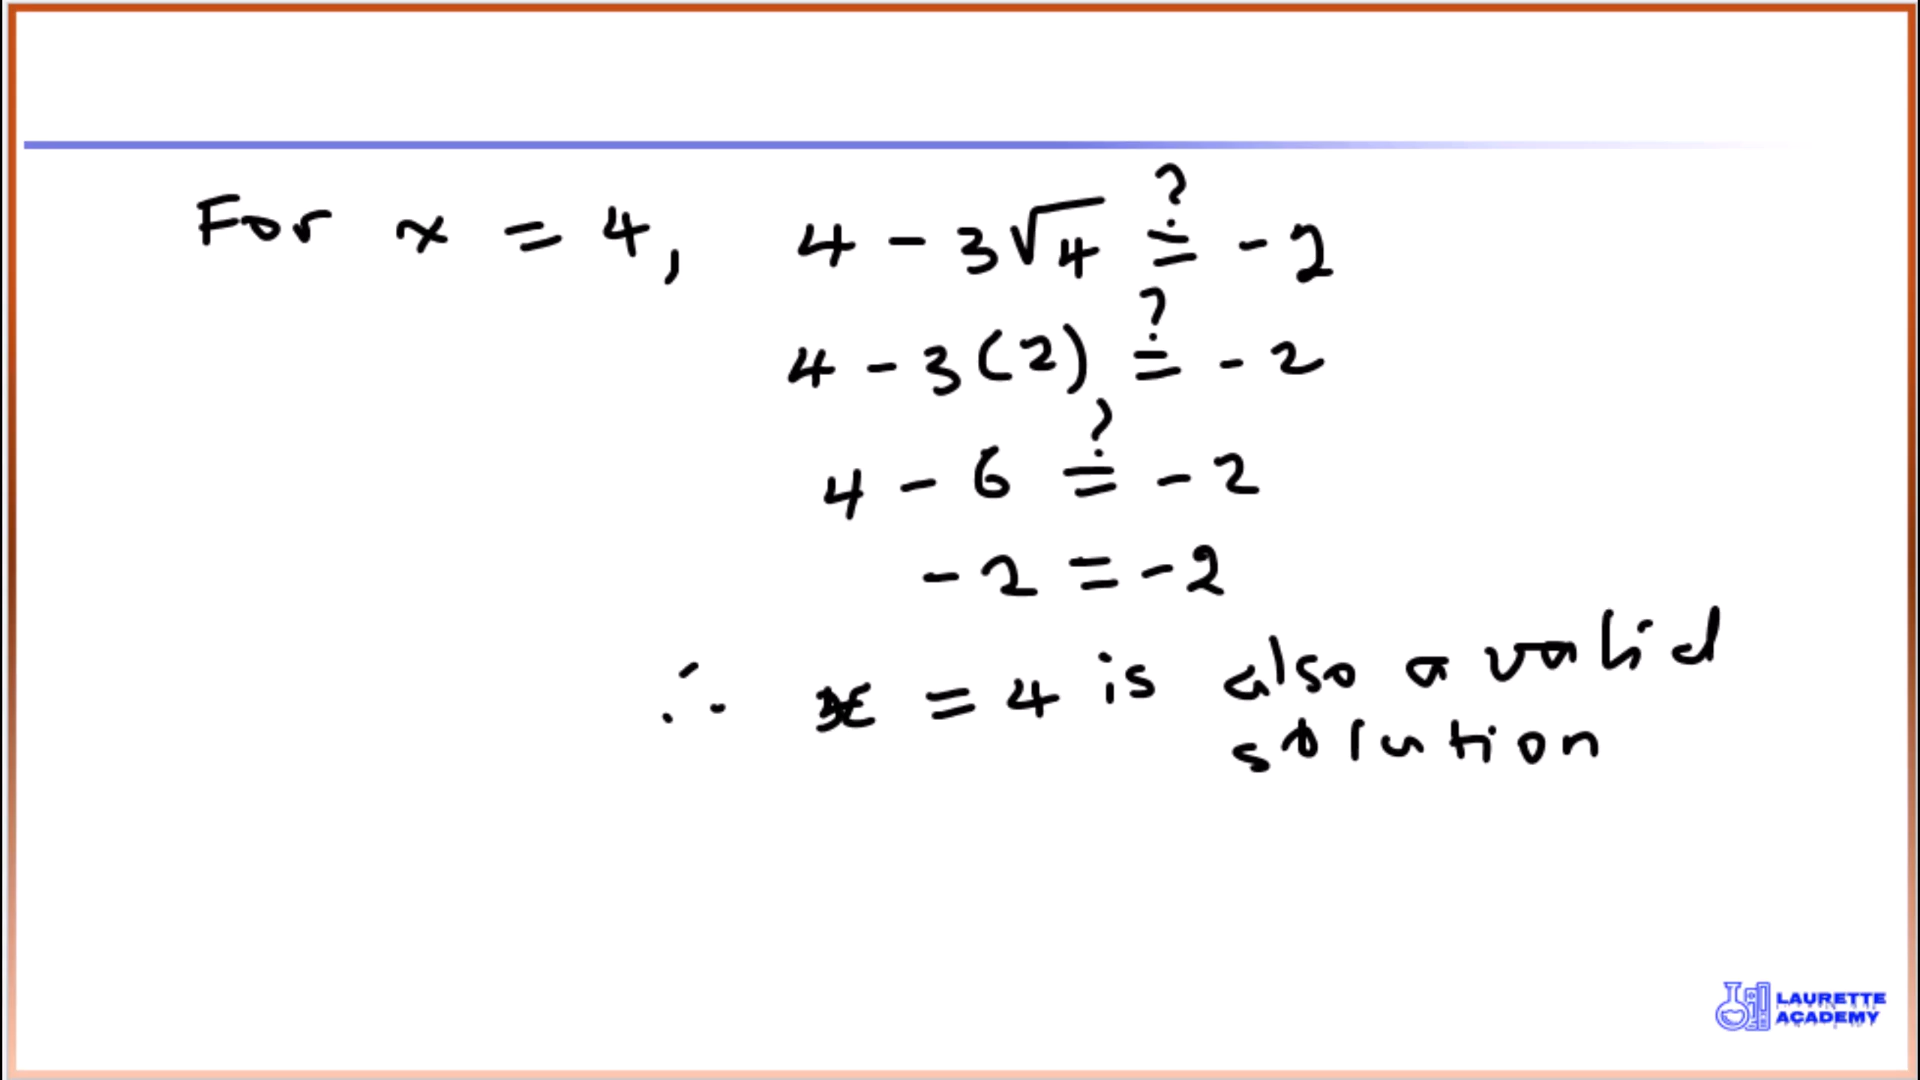 For x = 4, 4 - 3√4 ≟ -2
4 - 3(2) ≟ -2
4 - 6 ≟ -2
-2 = -2
∴ x = 4 is also a valid
solution
LAURETTE
ACADEMY